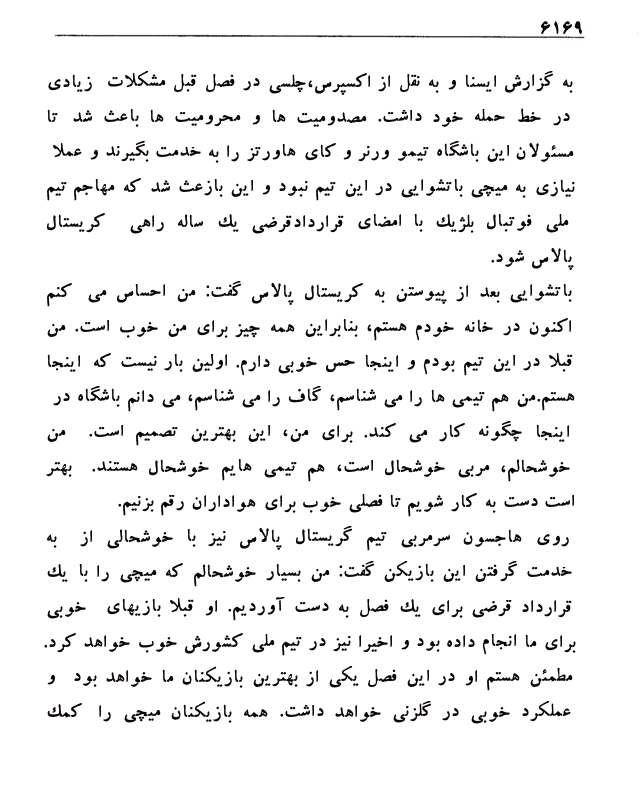 ۶۱۶۹
به گزارش ایسنا و به نقل از اکسپرس،چلسی در فصل قبل مشکلات زیادی
در خط حمله خود داشت. مصدومیت ها و محرومیت ها باعث شد تا
مسئولان این باشگاه تیمو ورنر و کای هاورتز را به خدمت بگیرند و عملا
نیازی به میچی باتشوایی در این تیم نبود و این بازعث شد که مهاجم تیم
ملی فوتبال بلژیك با امضای قراردادقرضی یك ساله راهی کریستال
پالاس شود.
باتشوایی بعد از پیوستن به کریستال پالاس گفت: من احساس می کنم
اکنون در خانه خودم هستم، بنابراین همه چیز برای من خوب است. من
قبلا در این تیم بودم و اینجا حس خوبی دارم. اولین بار نیست که اینجا
هستم.من هم تیمی ها را می شناسم، گاف را می شناسم، می دانم باشگاه در
اینجا چگونه کار می کند. برای من، این بهترین تصمیم است. من
خوشحالم، مربی خوشحال است، هم تیمی هایم خوشحال هستند. بهتر
است دست به کار شویم تا فصلی خوب برای هواداران رقم بزنیم.
روی هاجسون سرمربی تیم گریستال پالاس نیز با خوشحالی از به
خدمت گرفتن این بازیکن گفت: من بسیار خوشحالم که میچی را با یك
قرارداد قرضی برای یك فصل به دست آوردیم. او قبلا بازیهای خوبی
برای ما انجام داده بود و اخیرا نیز در تیم ملی کشورش خوب خواهد کرد.
مطمئن هستم او در این فصل یکی از بهترین بازیکنان ما خواهد بود و
عملکرد خوبی در گلزنی خواهد داشت. همه بازیکنان میچی را کمك